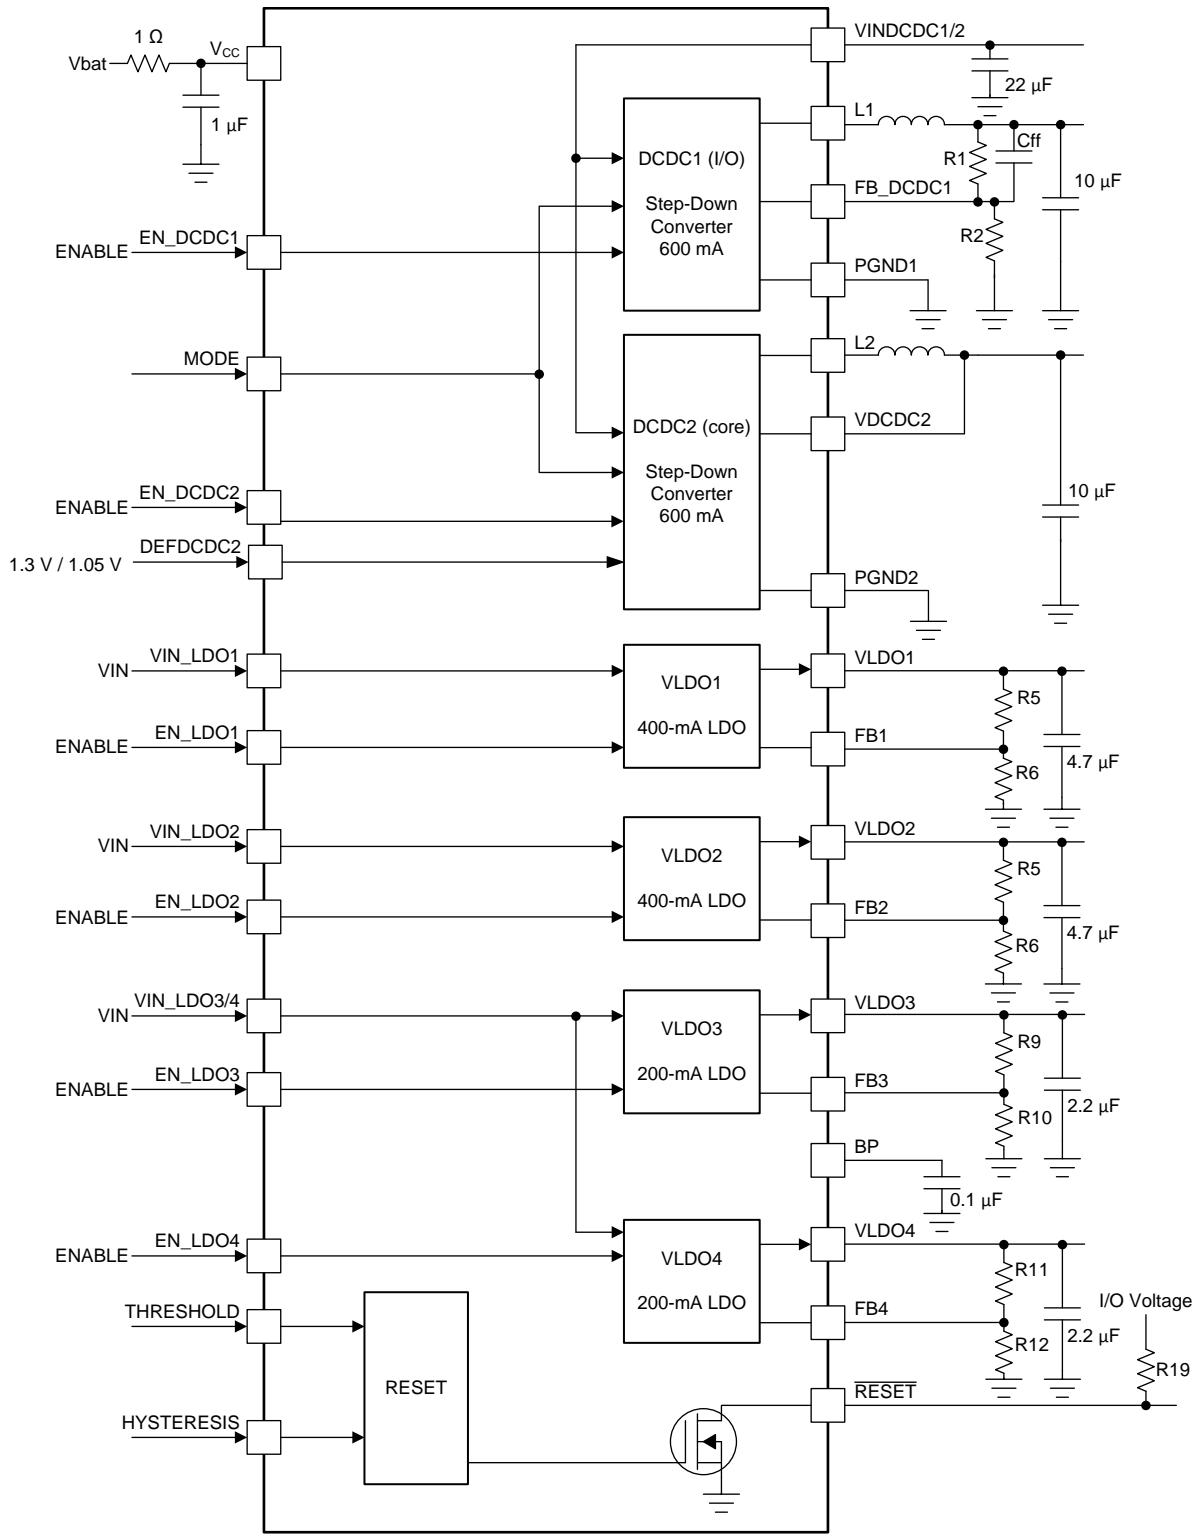 1 Ω
Vbat
VCC
1 µF
VINDCDC1/2
22 µF
L1
Cff
R1
DCDC1 (I/O)
Step-Down
Converter
600 mA
FB_DCDC1
10 µF
R2
ENABLE
EN_DCDC1
PGND1
MODE
L2
DCDC2 (core)
Step-Down
Converter
600 mA
VDCDC2
10 µF
ENABLE
EN_DCDC2
1.3 V / 1.05 V
DEFDCDC2
PGND2
VIN
VIN_LDO1
VLDO1
400-mA LDO
VLDO1
R5
ENABLE
EN_LDO1
FB1
R6
4.7 µF
VIN
VIN_LDO2
VLDO2
400-mA LDO
VLDO2
R5
ENABLE
EN_LDO2
FB2
R6
4.7 µF
VIN
VIN_LDO3/4
VLDO3
200-mA LDO
VLDO3
R9
ENABLE
EN_LDO3
FB3
R10
2.2 µF
BP
0.1 µF
ENABLE
EN_LDO4
VLDO4
200-mA LDO
VLDO4
R11
I/O Voltage
THRESHOLD
FB4
R12
2.2 µF
R19
RESET
RESET
HYSTERESIS